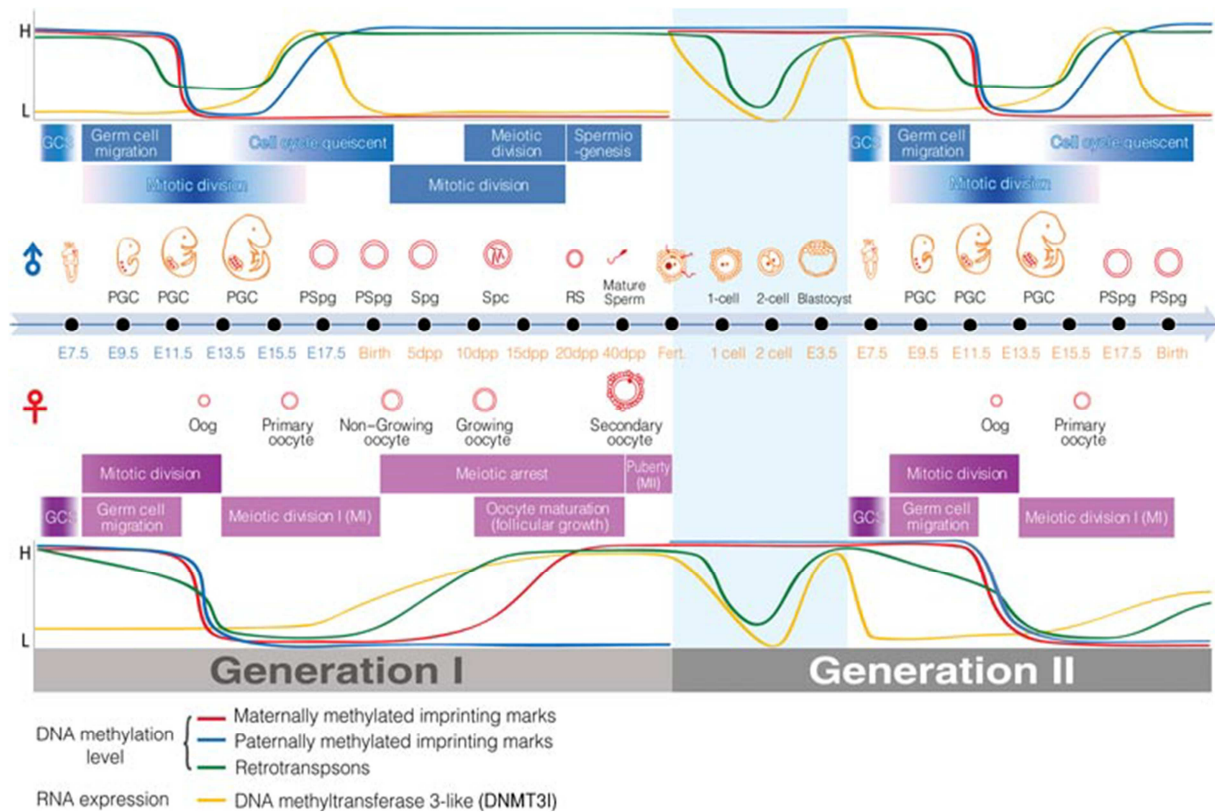 H
L
GCS
Germ cell
migration
Cell cycle queiscent
Meiotic
division
Spermio
-genesis
GCS
Germ cell
migration
Cell cycle queiscent
Mitotic division
Mitotic division
Mitotic division
♂
PGC PGC PGC PSpg PSpg Spg Spc RS Mature
Sperm 1-cell 2-cell Blastocyst PGC PGC PGC PSpg PSpg
E7.5 E9.5 E11.5 E13.5 E15.5 E17.5 Birth 5dpp 10dpp 15dpp 20dpp 40dpp Fert. 1 cell 2 cell E3.5 E7.5 E9.5 E11.5 E13.5 E15.5 E17.5 Birth
♀
Oog
Primary
oocyte
Non-Growing
oocyte
Growing
oocyte
Secondary
oocyte
Oog
Primary
oocyte
Mitotic division
Meiotic arrest
Puberty
(MII)
Mitotic division
GCS
Germ cell
migration
Meiotic division I (MI)
Oocyte maturation
(follicular growth)
GCS
Germ cell
migration
Meiotic division I (MI)
H
L
Generation I Generation II
DNA methylation
level
Maternally methylated imprinting marks
Paternally methylated imprinting marks
Retrotranspsons
RNA expression DNA methyltransferase 3-like (DNMT3l)